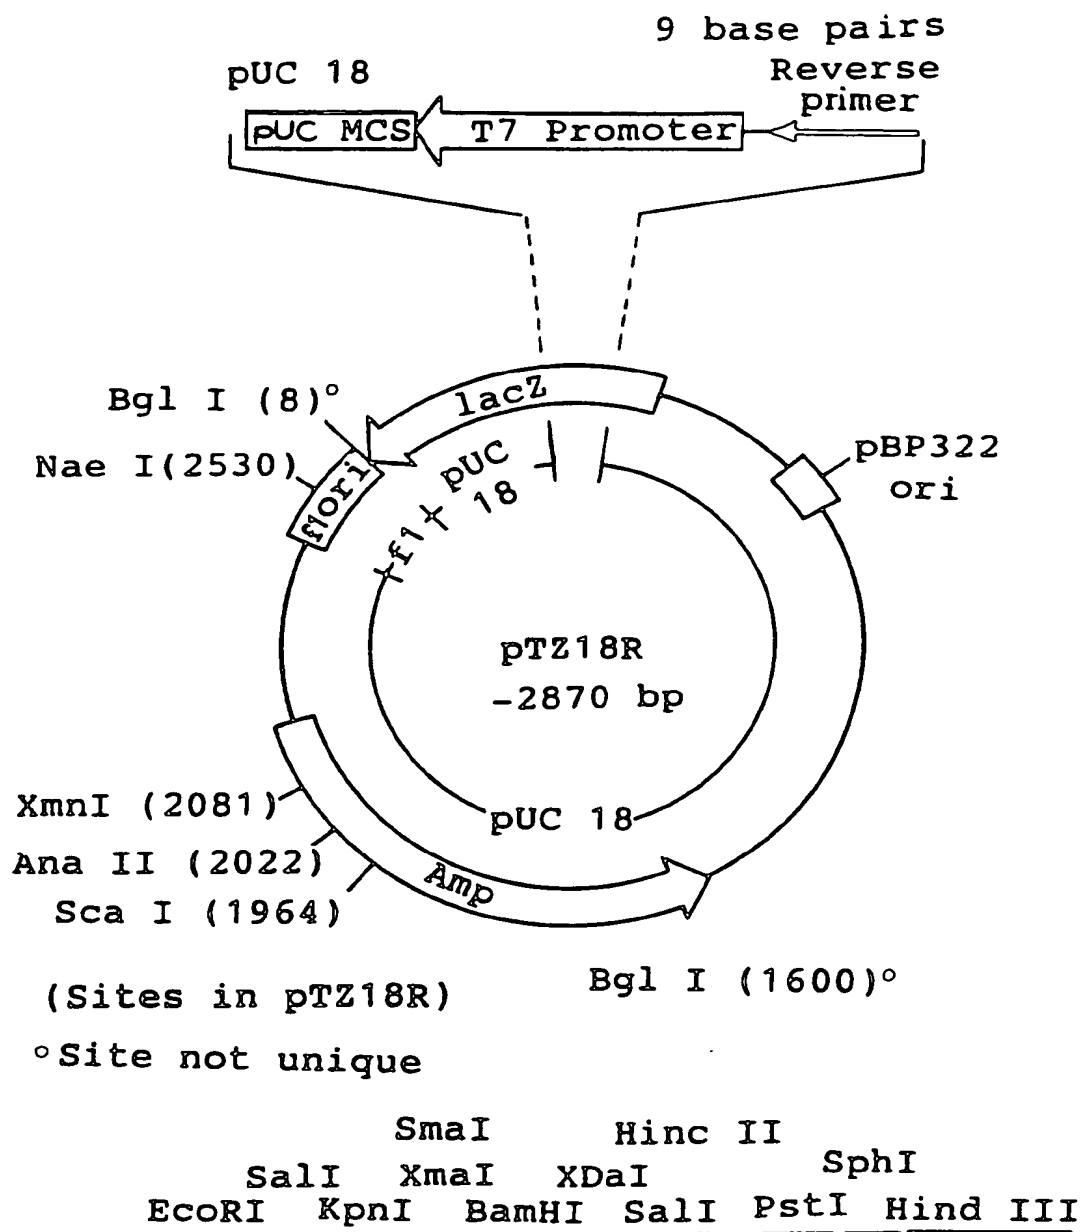 9 base pairs
pUC 18
Reverse
primer
pUC MCS
T7 Promoter
lacZ
Bgl I (8)°
Nae I(2530)
pBP322
ori
f1ori
pUC
18
f1
pTZ18R
-2870 bp
pUC 18
XmnI (2081)
Ana II (2022)
Sca I (1964)
Amp
Bgl I (1600)°
(Sites in pTZ18R)
°Site not unique
SmaI Hinc II
SalI XmaI XDaI SphI
EcoRI KpnI BamHI SalI PstI Hind III